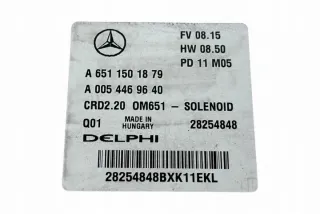 FV 08.15
HW 08.50
PD 11 M05
A 651 150 18 79
A 005 446 96 40
CRD2.20 OM651 - SOLENOID
Q01 MADE IN HUNGARY 28254848
DELPHI
28254848BXK11EKL